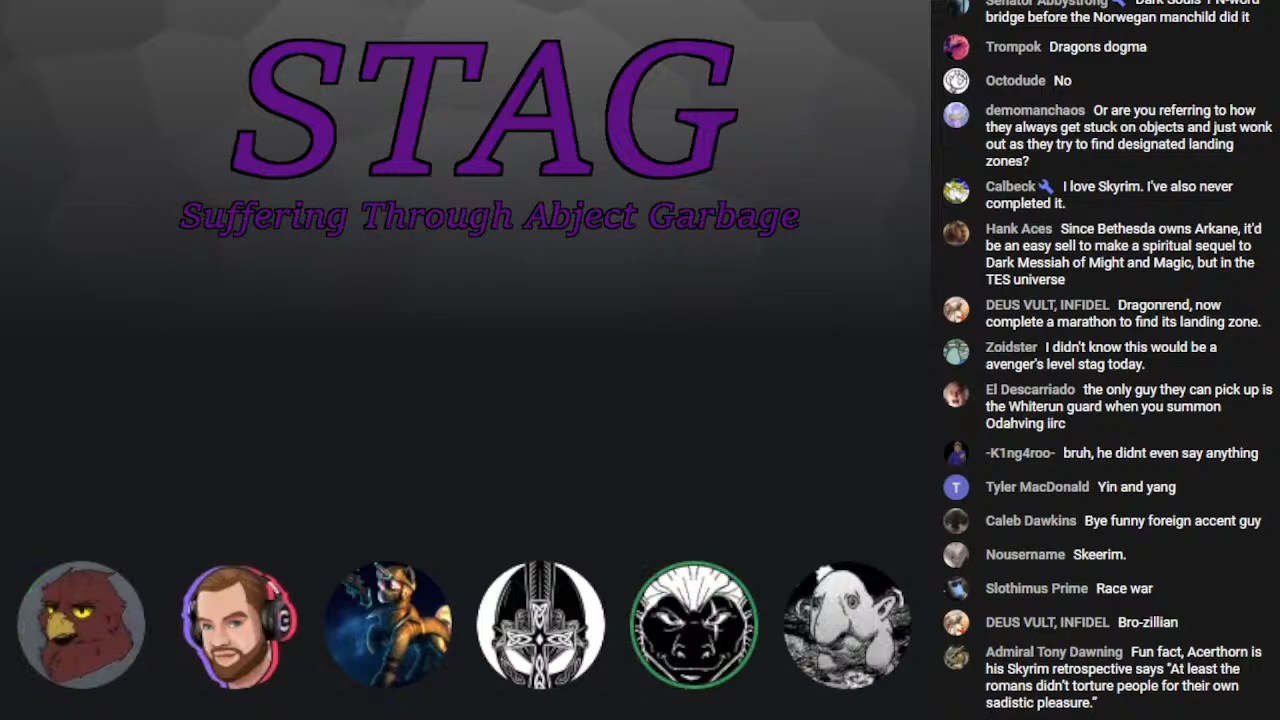 STAG
Suffering Through Abject Garbage
Senator Abbystrong Dark Souls 1 N-word
bridge before the Norwegian manchild did it
Trompok Dragons dogma
Octodude No
demomanchaos Or are you referring to how
they always get stuck on objects and just wonk
out as they try to find designated landing
zones?
Calbeck I love Skyrim. I've also never
completed it.
Hank Aces Since Bethesda owns Arkane, it'd
be an easy sell to make a spiritual sequel to
Dark Messiah of Might and Magic, but in the
TES universe
DEUS VULT, INFIDEL Dragonrend, now
complete a marathon to find its landing zone.
Zoidster I didn't know this would be a
avenger's level stag today.
El Descarriado the only guy they can pick up is
the Whiterun guard when you summon
Odahving iirc
-K1ng4roo- bruh, he didnt even say anything
T Tyler MacDonald Yin and yang
Caleb Dawkins Bye funny foreign accent guy
Nousername Skeerim.
Slothimus Prime Race war
DEUS VULT, INFIDEL Bro-zillian
Admiral Tony Dawning Fun fact, Acerthorn is
his Skyrim retrospective says "At least the
romans didn't torture people for their own
sadistic pleasure."